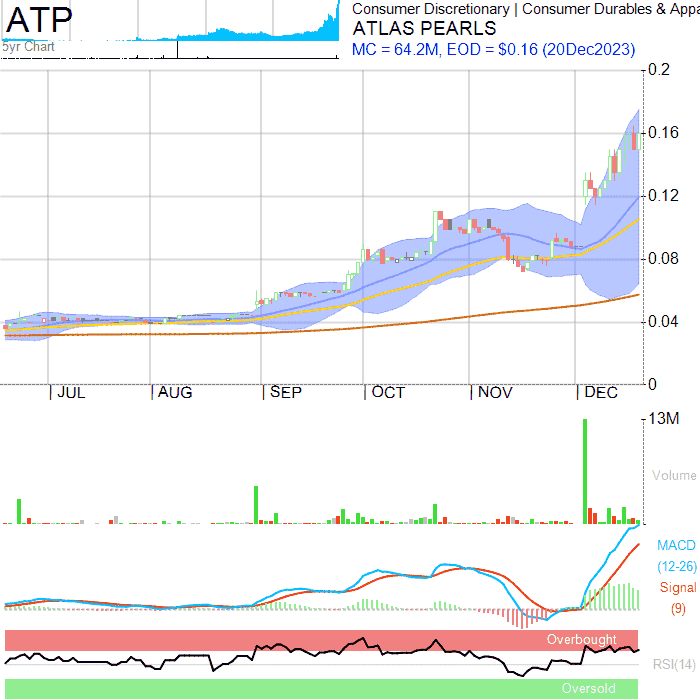 ATP
5yr Chart
Consumer Discretionary | Consumer Durables & Appa
ATLAS PEARLS
MC = 64.2M, EOD = $0.16 (20Dec2023)
0.2
0.16
0.12
0.08
0.04
0
JUL AUG SEP OCT NOV DEC
13M
Volume
MACD
(12-26)
Signal
(9)
Overbought
RSI(14)
Oversold